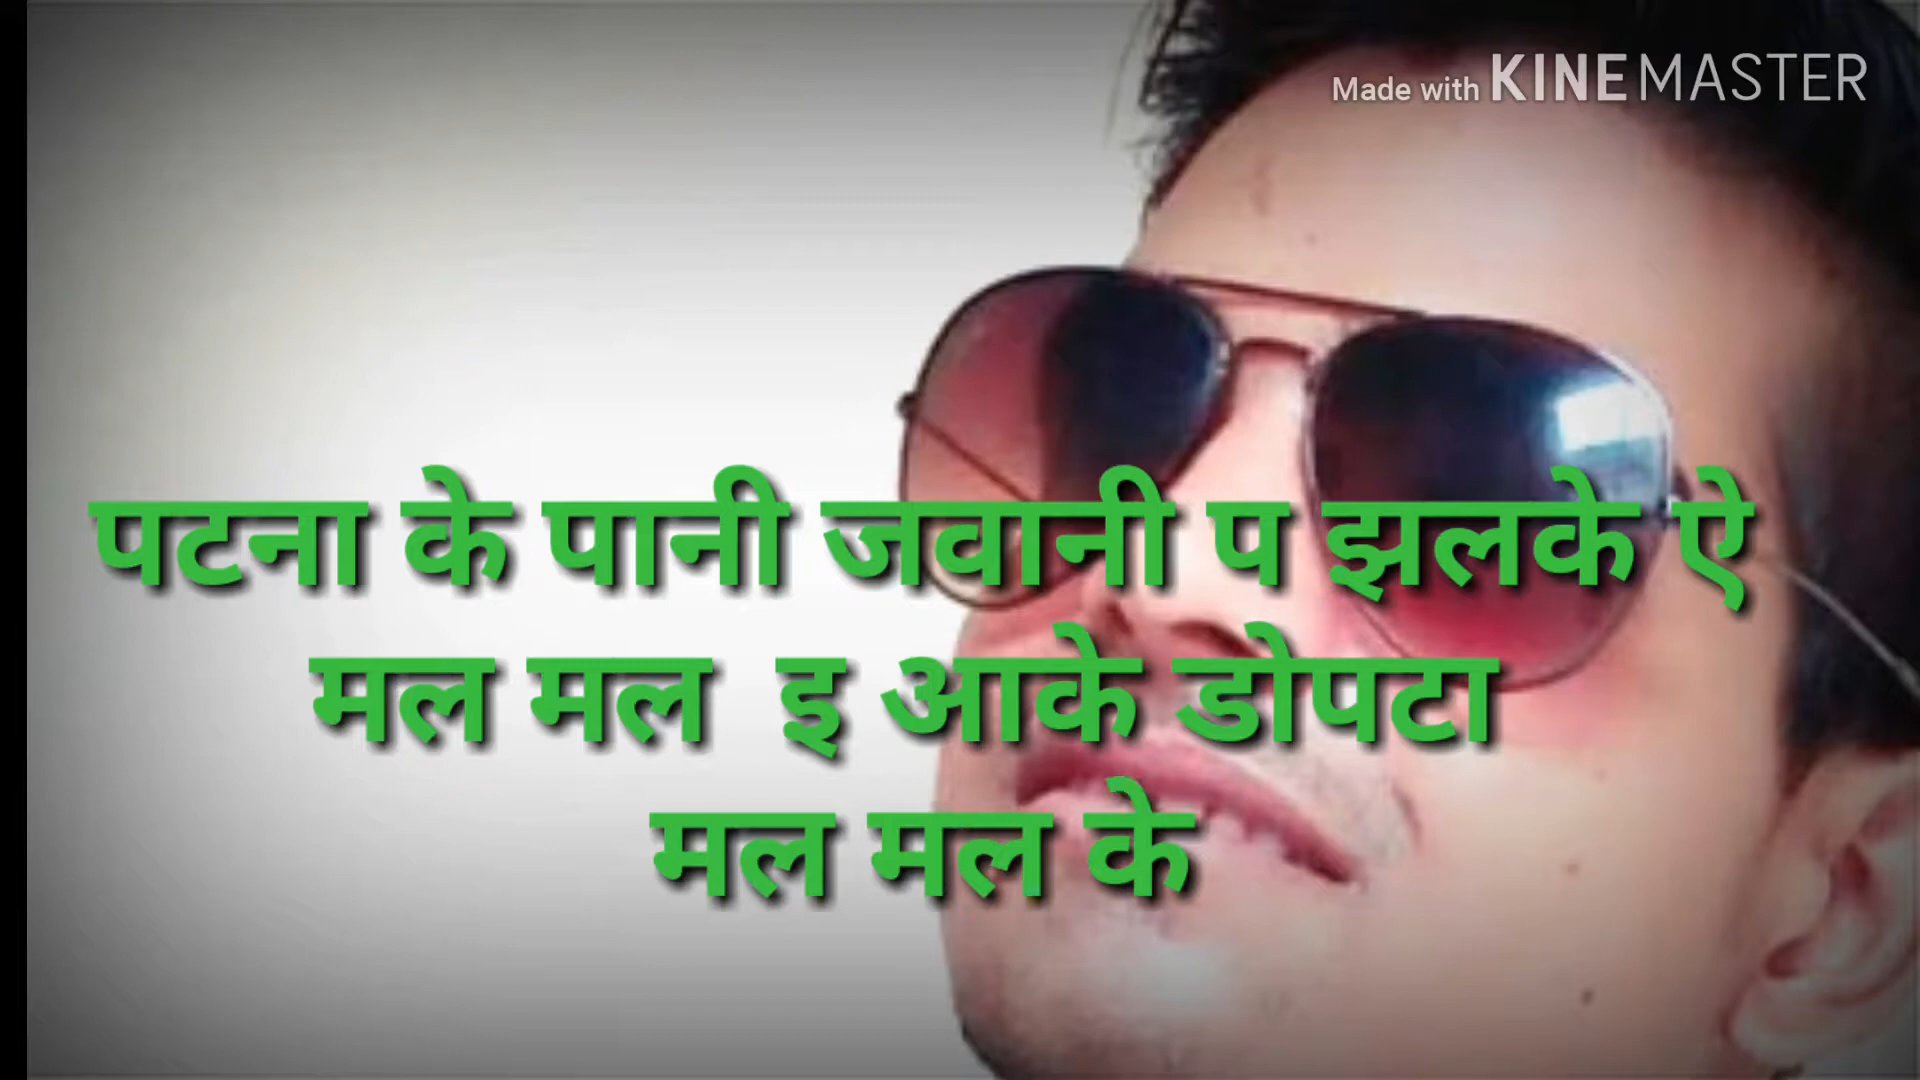 Made with KINEMASTER
पटना के पानी जवानी प झलके ऐ
मल मल इ आके डोपटा
मल मल के